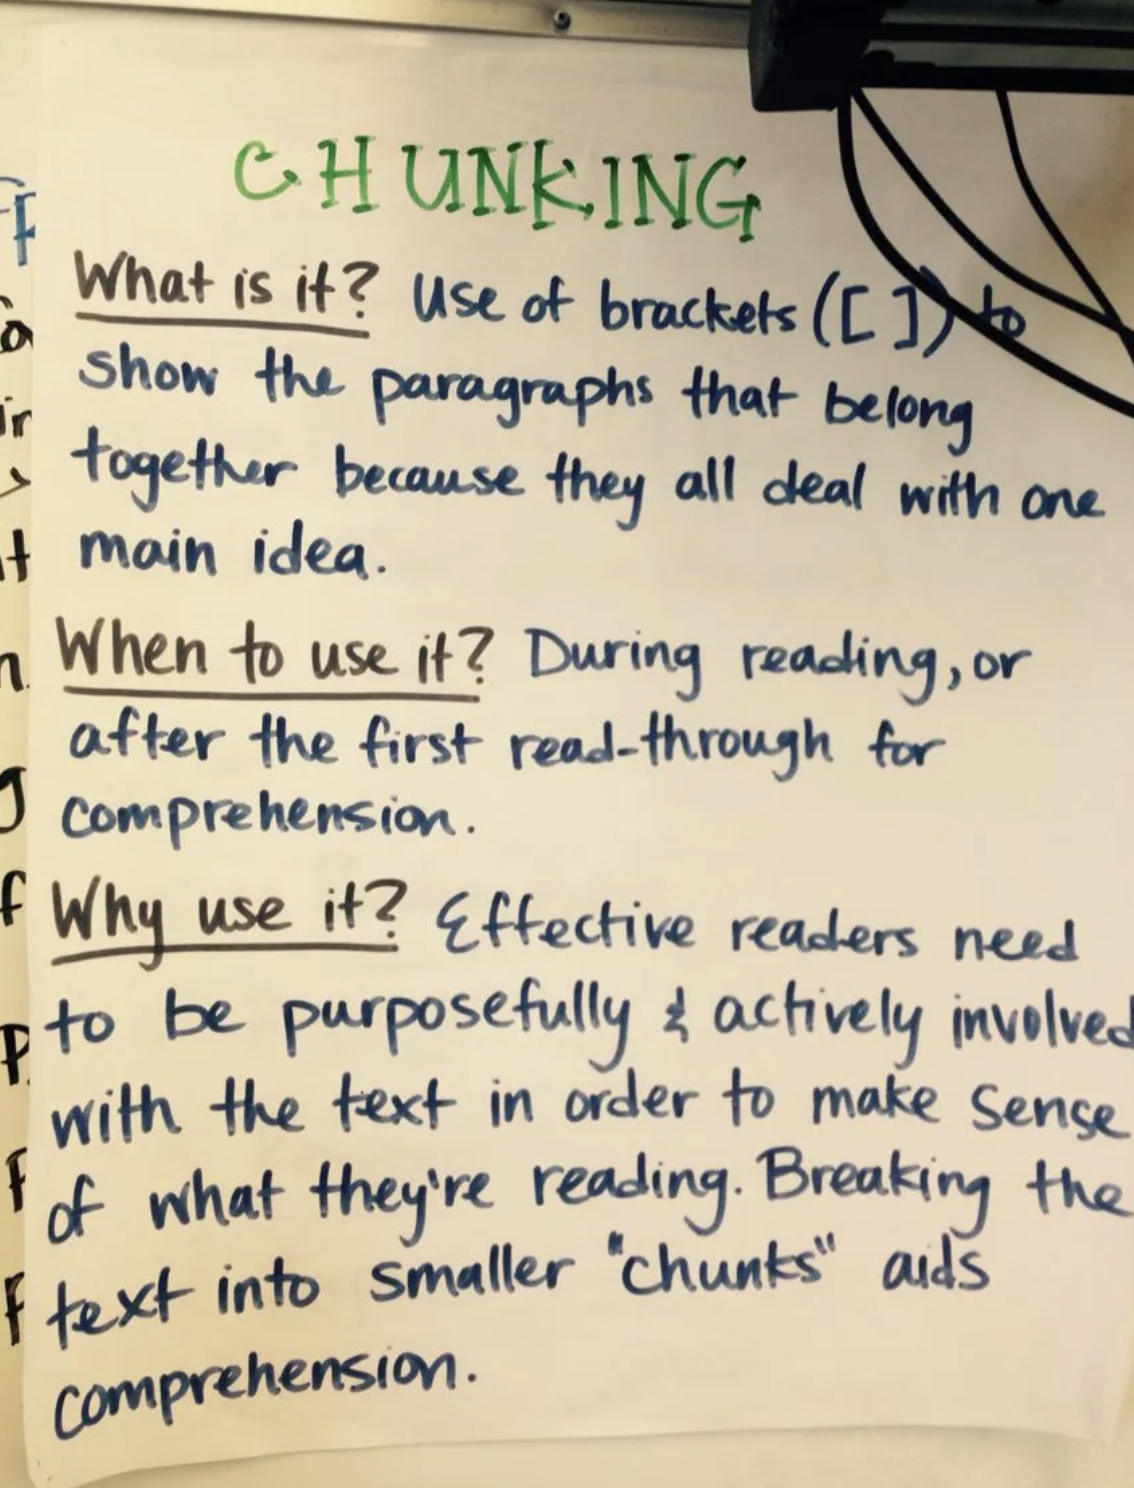 CHUNKING
What is it? Use of brackets ([ ]) to
show the paragraphs that belong
together because they all deal with one
main idea.
When to use it? During reading, or
after the first read-through for
comprehension.
Why use it? Effective readers need
to be purposefully & actively involved
with the text in order to make sense
of what they're reading. Breaking the
text into smaller "chunks" aids
comprehension.